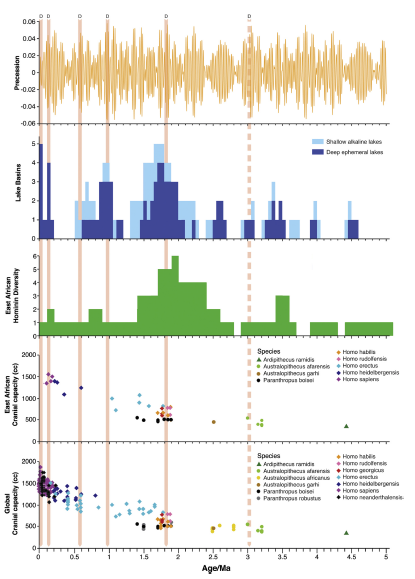 D D D D D D
0.06
0.04
0.02
0
-0.02
-0.04
-0.06
Precession
5
4
3
2
1
0
Lake Basins
Shallow alkaline lakes
Deep ephemeral lakes
6
5
4
3
2
1
0
East African
Hominin Diversity
2000
1500
1000
500
0
East African
Cranial capacity (cc)
Species
Ardipithecus ramidis
Australopithecus afarensis
Australopithecus garhi
Paranthropus boisei
Homo habilis
Homo rudolfensis
Homo erectus
Homo heidelbergensis
Homo sapiens
2000
1500
1000
500
0
Global
Cranial capacity (cc)
Species
Ardipithecus ramidis
Australopithecus afarensis
Australopithecus africanus
Australopithecus garhi
Paranthropus boisei
Paranthropus robustus
Homo habilis
Homo rudolfensis
Homo georgicus
Homo erectus
Homo heidelbergensis
Homo sapiens
Homo neanderthalensis
0 0.5 1 1.5 2 2.5 3 3.5 4 4.5 5
Age/Ma